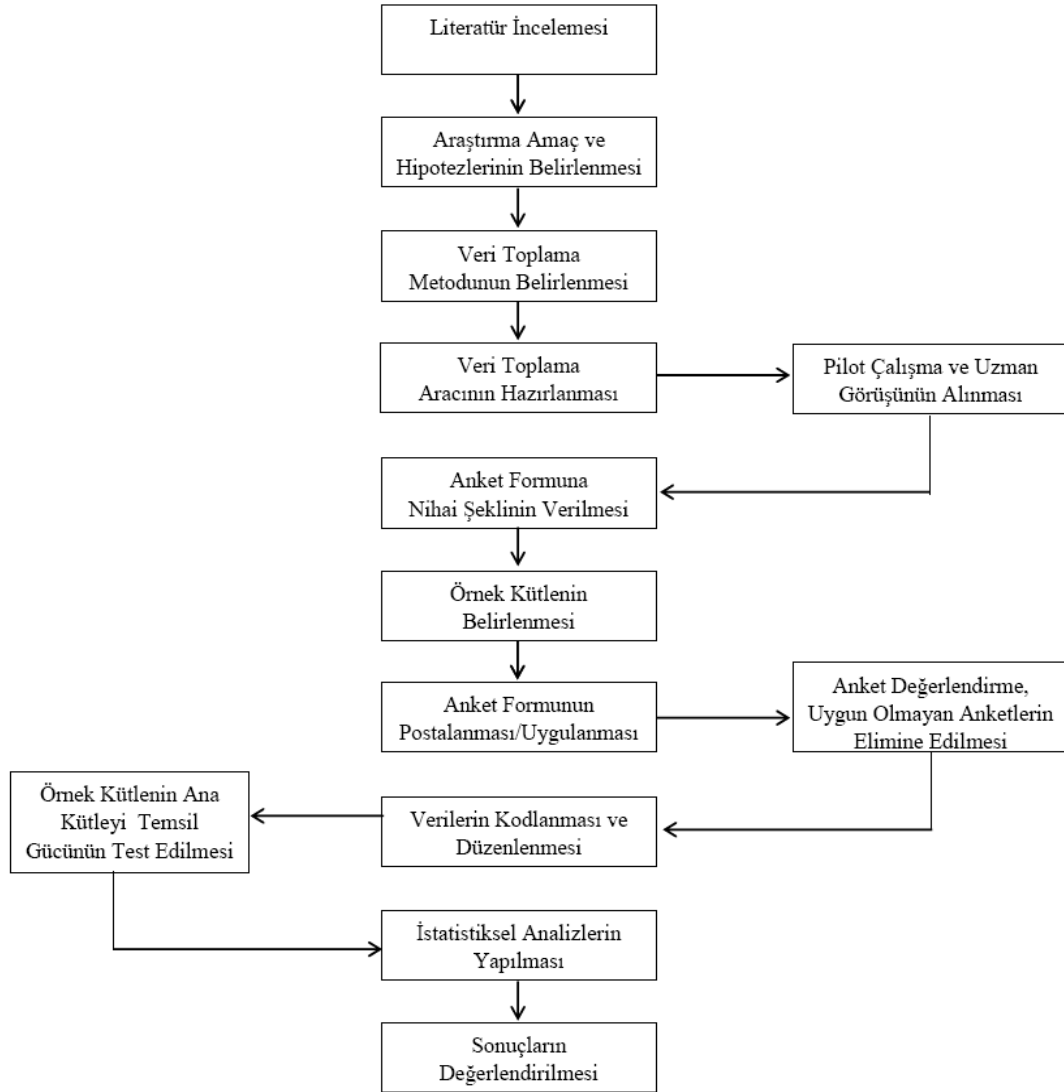 Literatür İncelemesi
Araştırma Amaç ve
Hipotezlerinin Belirlenmesi
Veri Toplama
Metodunun Belirlenmesi
Veri Toplama
Aracının Hazırlanması
Pilot Çalışma ve Uzman
Görüşünün Alınması
Anket Formuna
Nihai Şeklinin Verilmesi
Örnek Kütlenin
Belirlenmesi
Anket Formunun
Postalanması/Uygulanması
Anket Değerlendirme,
Uygun Olmayan Anketlerin
Elimine Edilmesi
Verilerin Kodlanması ve
Düzenlenmesi
Örnek Kütlenin Ana
Kütleyi Temsil
Gücünün Test Edilmesi
İstatistiksel Analizlerin
Yapılması
Sonuçların
Değerlendirilmesi